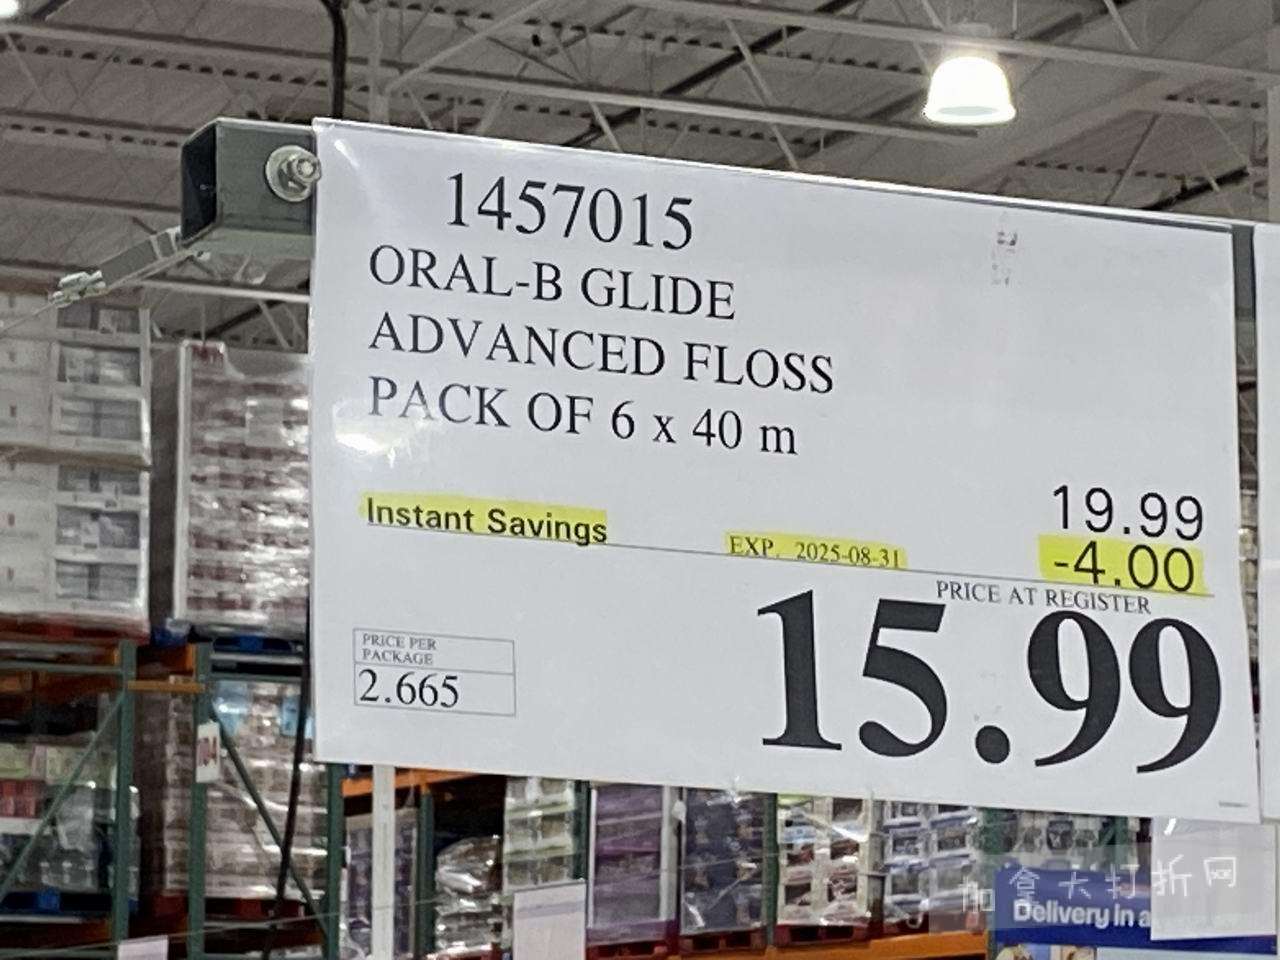 1457015
ORAL-B GLIDE
ADVANCED FLOSS
PACK OF 6 x 40 m
19.99
Instant Savings
EXP. 2025-08-31
-4.00
PRICE AT REGISTER
15.99
PRICE PER
PACKAGE
2.665
加拿大打折网
Delivery in a